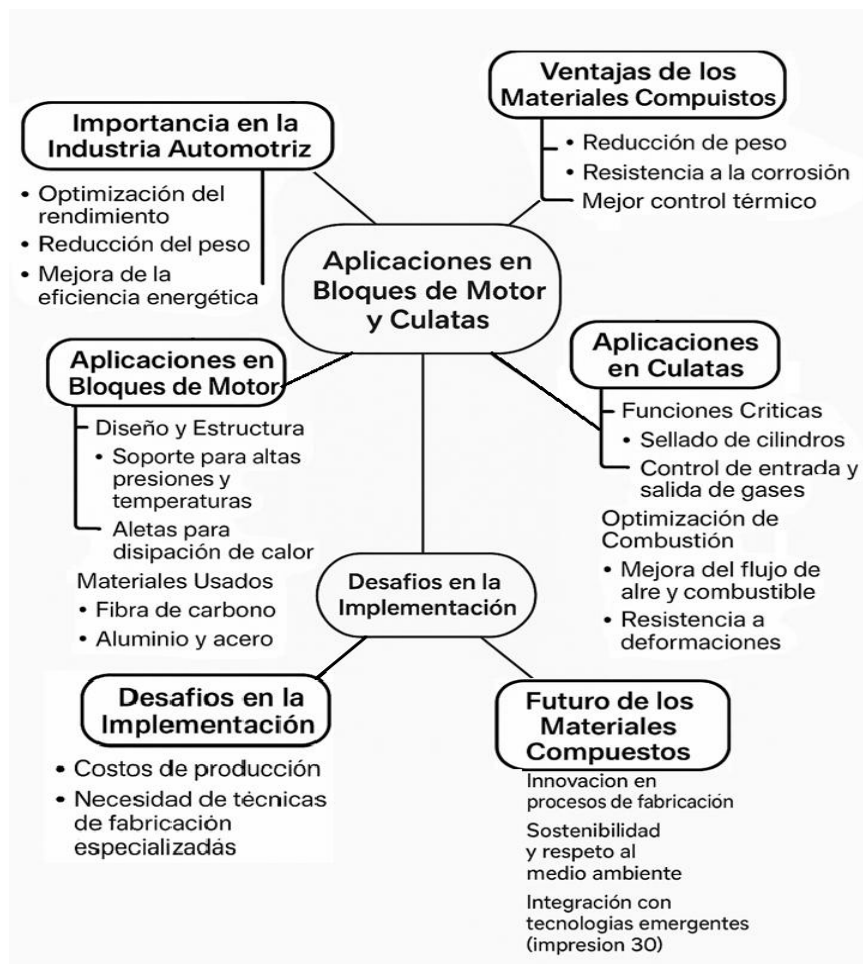 Ventajas de los
Materiales Compuistos
• Reducción de peso
• Resistencia a la corrosión
Mejor control térmico
Importancia en la
Industria Automotriz
• Optimización del
rendimiento
• Reducción del peso
• Mejora de la
eficiencia energética
Aplicaciones en
Bloques de Motor
y Culatas
Aplicaciones en
Bloques de Motor
Diseño y Estructura
• Soporte para altas
presiones y
temperaturas
Aletas para
disipación de calor
Materiales Usados
• Fibra de carbono
• Aluminio y acero
Aplicaciones
en Culatas
Funciones Criticas
• Sellado de cilindros
Control de entrada y
salida de gases
Optimización de
Combustión
• Mejora del flujo de
alre y combustible
• Resistencia a
deformaciones
Desafios en la
Implementación
Desafios en la
Implementación
• Costos de producción
• Necesidad de técnicas
de fabricación
especializadás
Futuro de los
Materiales
Compuestos
Innovacion en
procesos de fabricación
Sostenibilidad
y respeto al
medio ambiente
Integración con
tecnologías emergentes
(impresion 30)